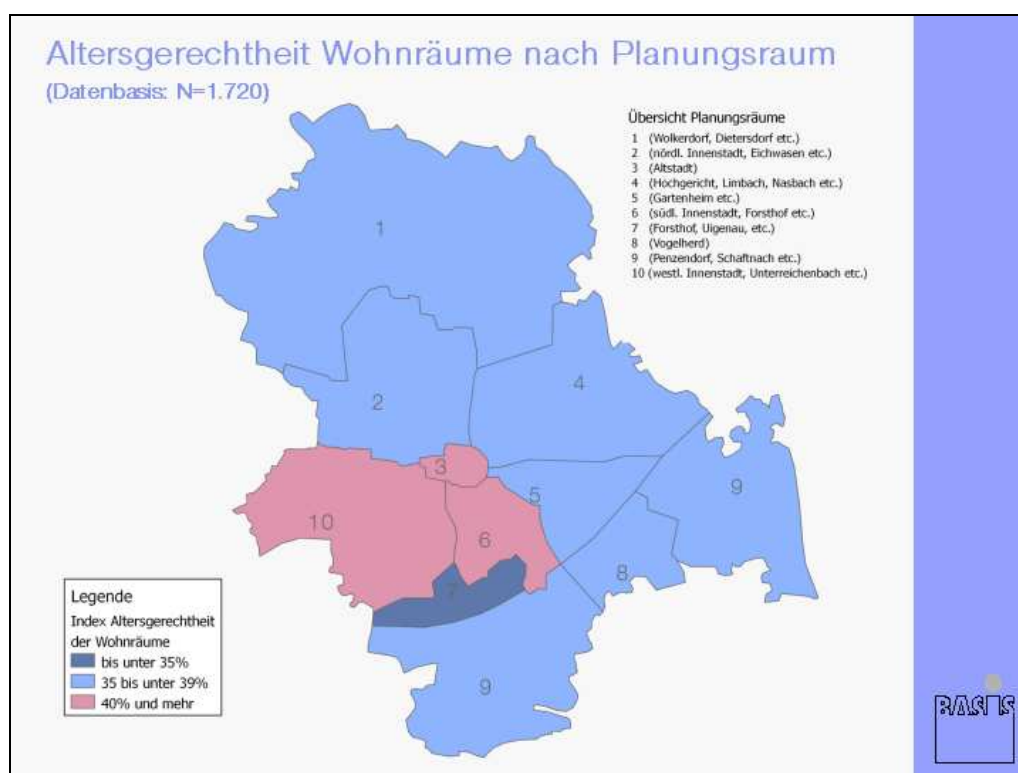 Altersgerechtheit Wohnräume nach Planungsraum
(Datenbasis: N=1.720)
Übersicht Planungsräume
1 (Wolkerdorf, Dietersdorf etc.)
2 (nördl. Innenstadt, Eichwasen etc.)
3 (Altstadt)
4 (Hochgericht, Limbach, Nasbach etc.)
5 (Gartenheim etc.)
6 (südl. Innenstadt, Forsthof etc.)
7 (Forsthof, Uigenau, etc.)
8 (Vogelherd)
9 (Penzendorf, Schaftnach etc.)
10 (westl. Innenstadt, Unterreichenbach etc.)
1
2
4
3
5
9
10
6
8
7
9
Legende
Index Altersgerechtheit
der Wohnräume
bis unter 35%
35 bis unter 39%
40% und mehr
BASIS